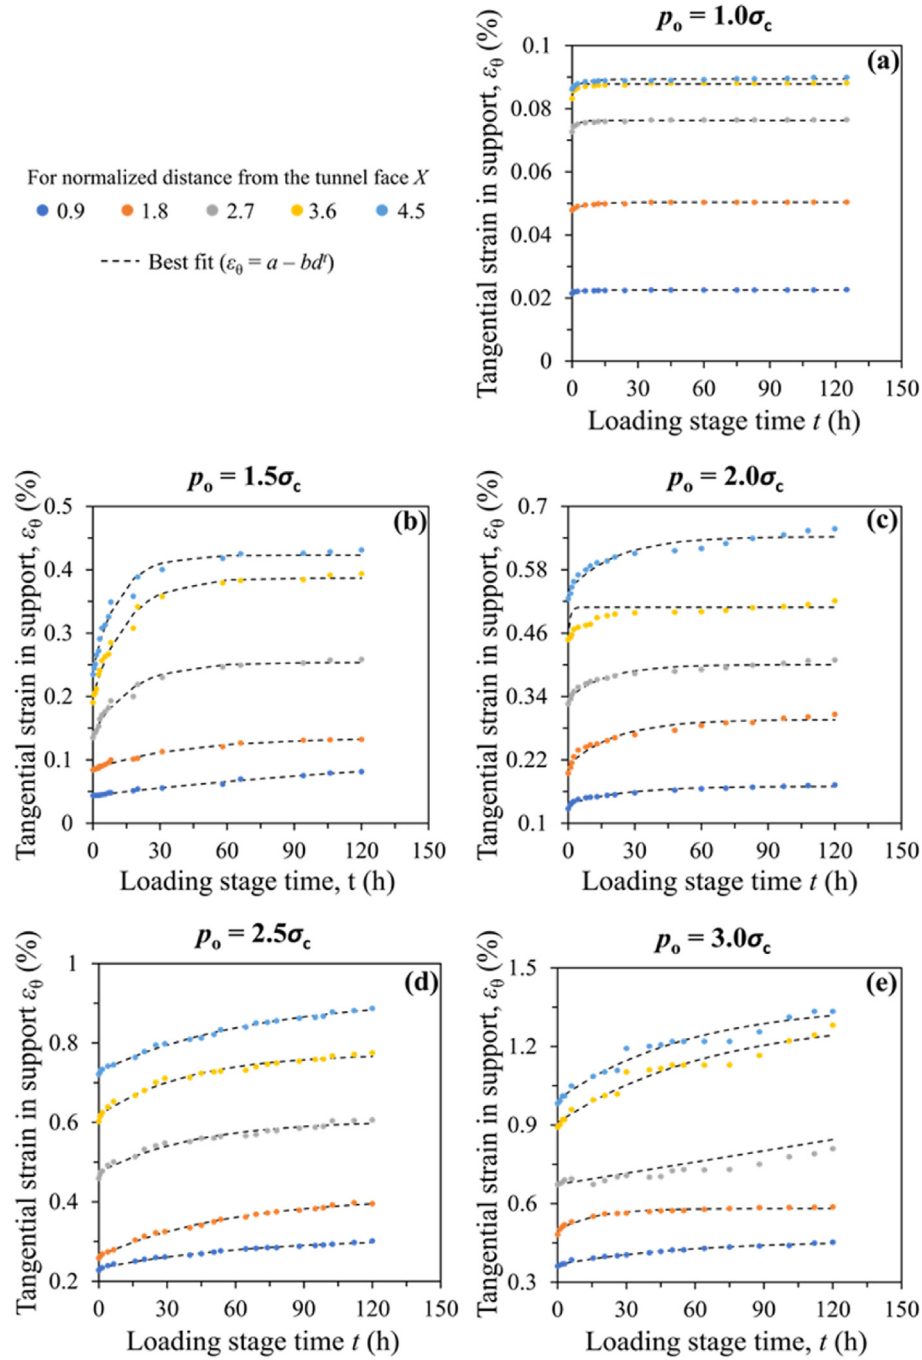 pₒ = 1.0σ꜀
(a)
Tangential strain in support, εθ (%)
0.1
0.08
0.06
0.04
0.02
0
0 30 60 90 120 150
Loading stage time t (h)
For normalized distance from the tunnel face X
0.9 1.8 2.7 3.6 4.5
Best fit (εθ = a – bdᵗ)
pₒ = 1.5σ꜀
(b)
Tangential strain in support, εθ (%)
0.5
0.4
0.3
0.2
0.1
0
0 30 60 90 120 150
Loading stage time, t (h)
pₒ = 2.0σ꜀
(c)
Tangential strain in support, εθ (%)
0.7
0.58
0.46
0.34
0.22
0.1
0 30 60 90 120 150
Loading stage time t (h)
pₒ = 2.5σ꜀
(d)
Tangential strain in support εθ (%)
1
0.8
0.6
0.4
0.2
0 30 60 90 120 150
Loading stage time t (h)
pₒ = 3.0σ꜀
(e)
Tangential strain in support, εθ (%)
1.5
1.2
0.9
0.6
0.3
0 30 60 90 120 150
Loading stage time, t (h)